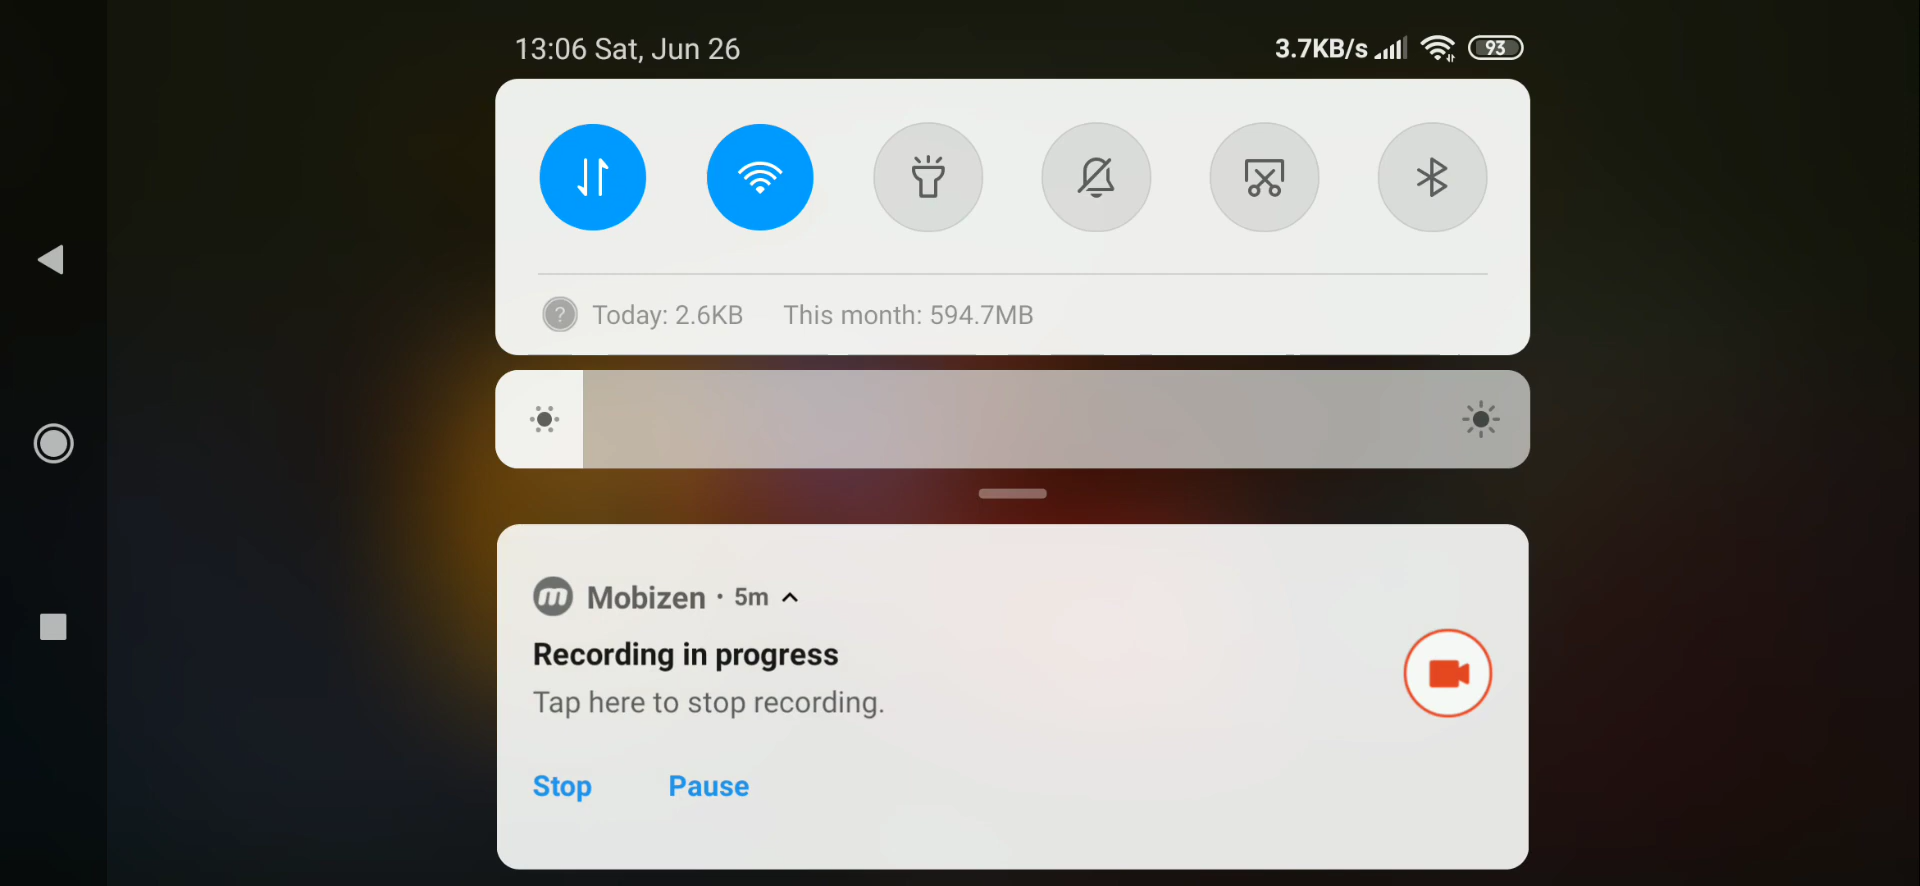 13:06 Sat, Jun 26 3.7KB/s 93
Today: 2.6KB This month: 594.7MB
Mobizen · 5m
Recording in progress
Tap here to stop recording.
Stop Pause